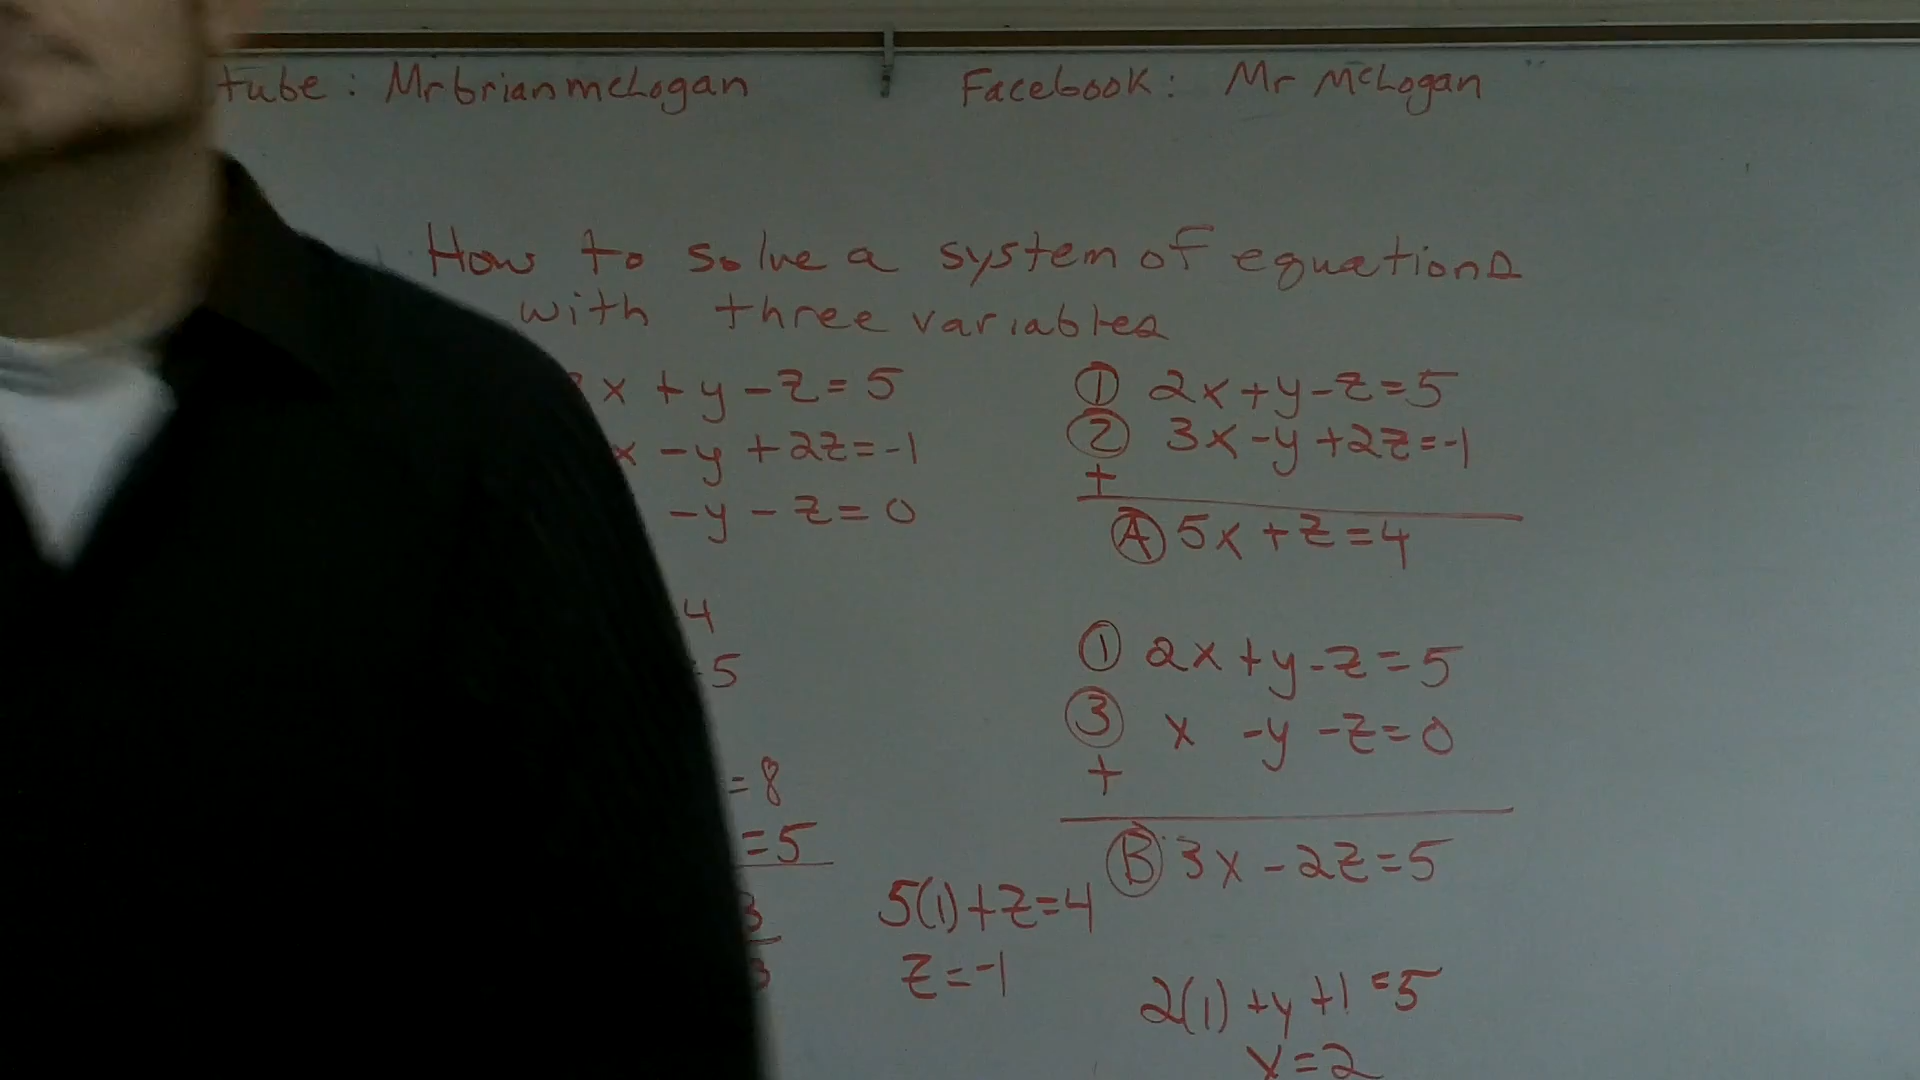 tube : Mrbrianmclogan
Facebook : Mr McLogan
How to solve a system of equations
with three variables
x + y - z = 5
x - y + 2z = -1
- y - z = 0
4
5
= 8
= 5
3
3
5(1) + z = 4
z = -1
① 2x + y - z = 5
② 3x - y + 2z = -1
+
Ⓐ 5x + z = 4
① 2x + y - z = 5
③ x - y - z = 0
+
Ⓑ 3x - 2z = 5
2(1) + y + 1 = 5
= 2